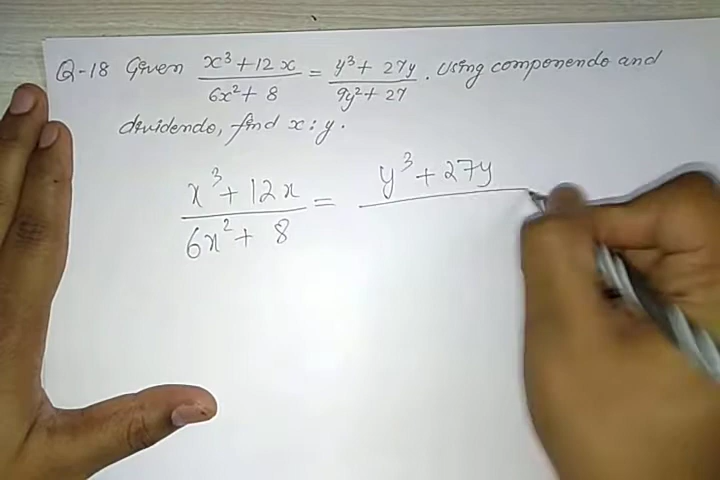 Q-18 Given x³ + 12x / 6x² + 8 = y³ + 27y / 9y² + 27 . Using componendo and
dividendo, find x : y.
x³ + 12x / 6x² + 8 = y³ + 27y